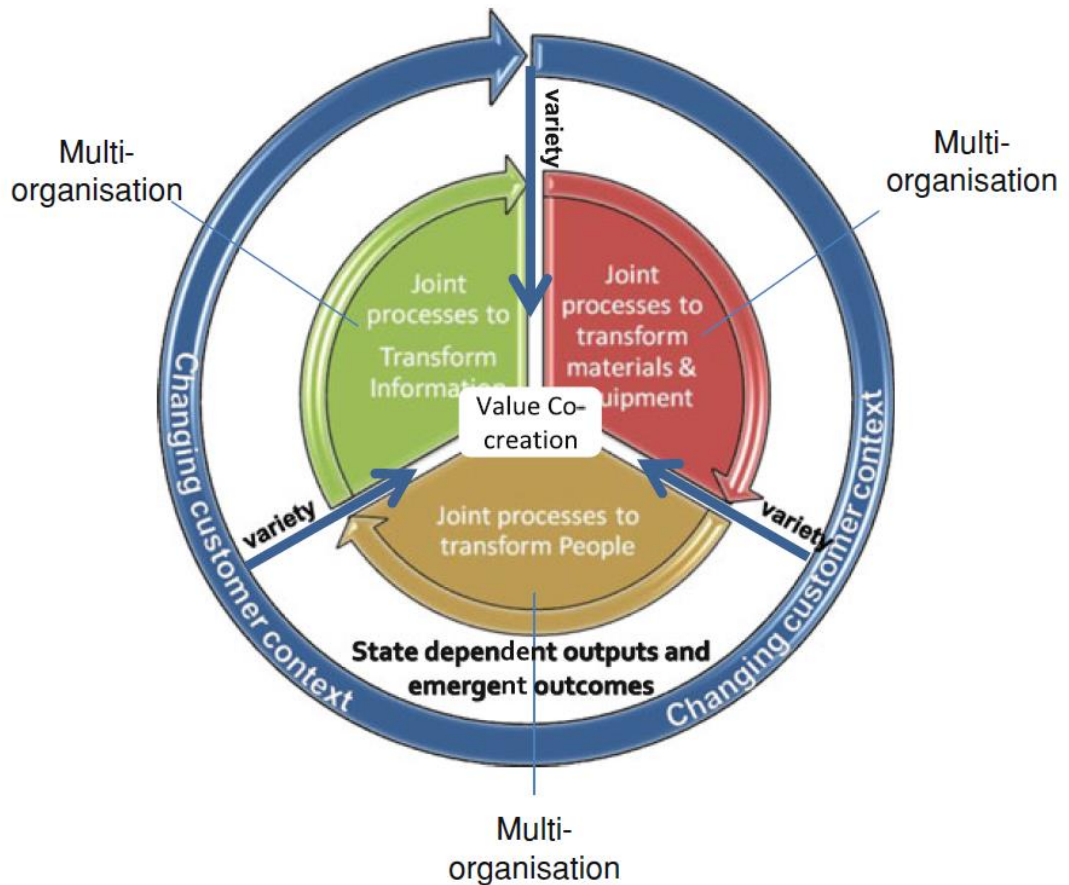 variety
Multi-
organisation
Multi-
organisation
Joint
processes to
Transform
Information
Joint
processes to
transform
materials &
quipment
Value Co-
creation
Changing customer context
Changing customer context
variety
variety
Joint processes to
transform People
State dependent outputs and
emergent outcomes
Multi-
organisation